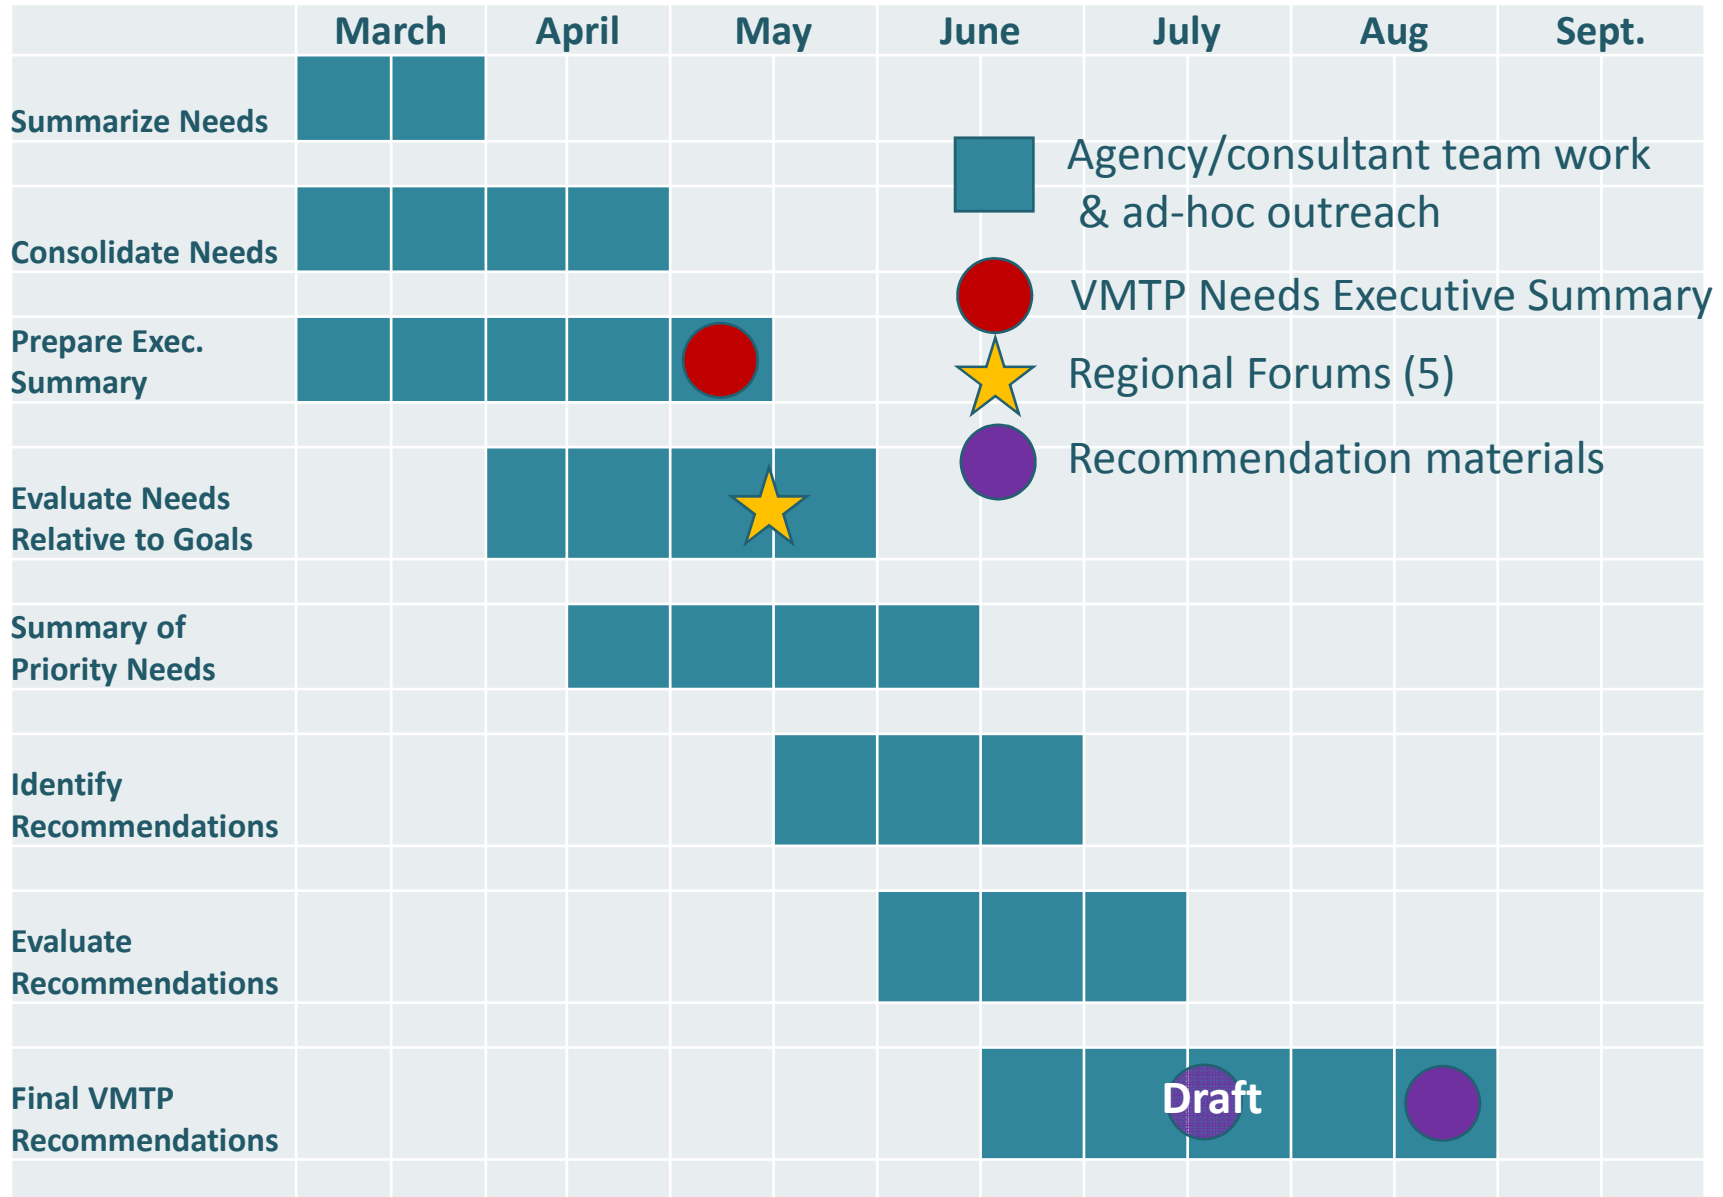 March April May June July Aug Sept.
Summarize Needs
Agency/consultant team work
& ad-hoc outreach
Consolidate Needs
VMTP Needs Executive Summary
Prepare Exec.
Summary
Regional Forums (5)
Recommendation materials
Evaluate Needs
Relative to Goals
Summary of
Priority Needs
Identify
Recommendations
Evaluate
Recommendations
Final VMTP
Recommendations
Draft